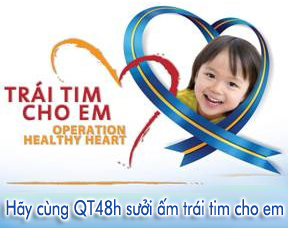 TRÁI TIM
CHO EM
OPERATION
HEALTHY HEART
Hãy cùng QT48h sưởi ấm trái tim cho em